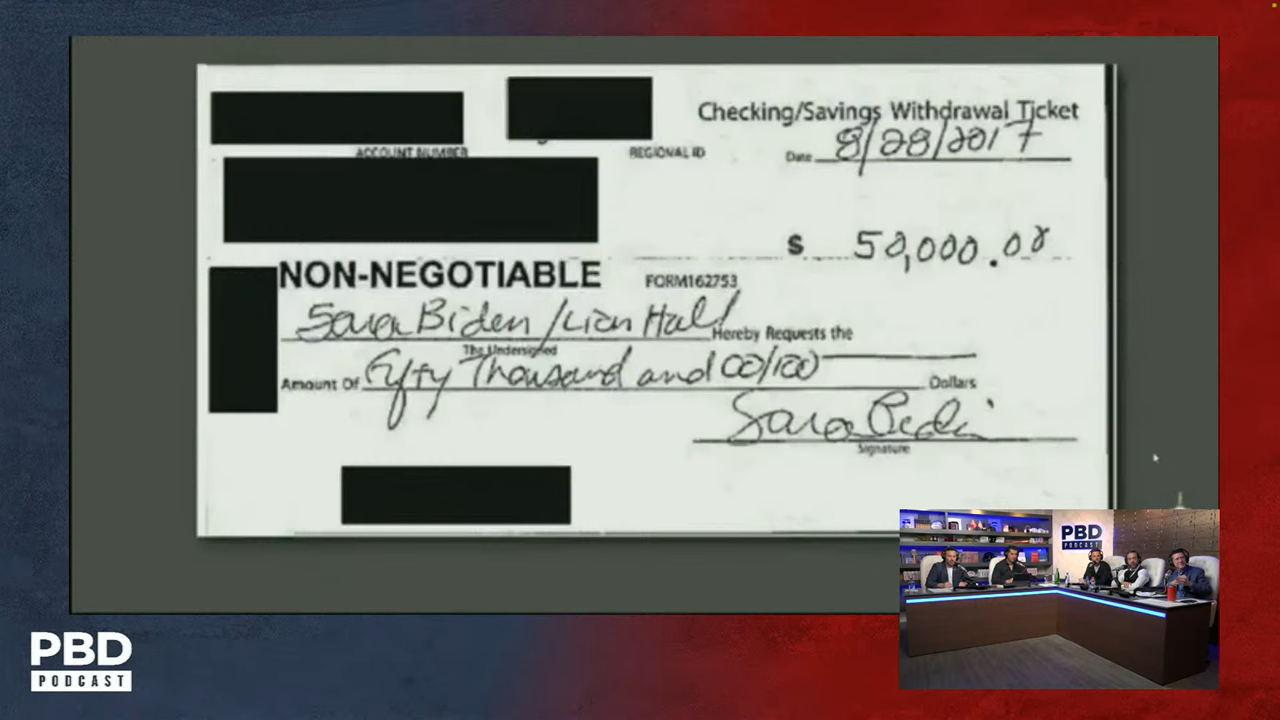 Checking/Savings Withdrawal Ticket
ACCOUNT NUMBER
REGIONAL ID
Date 8/28/2017
$ 50,000.00
NON-NEGOTIABLE FORM162753
Sara Biden/Lion Hall Hereby Requests the
The Undersigned
Amount Of Fifty Thousand and 00/100 Dollars
Sara Biden
Signature
PBD
PODCAST
PBD
PODCAST